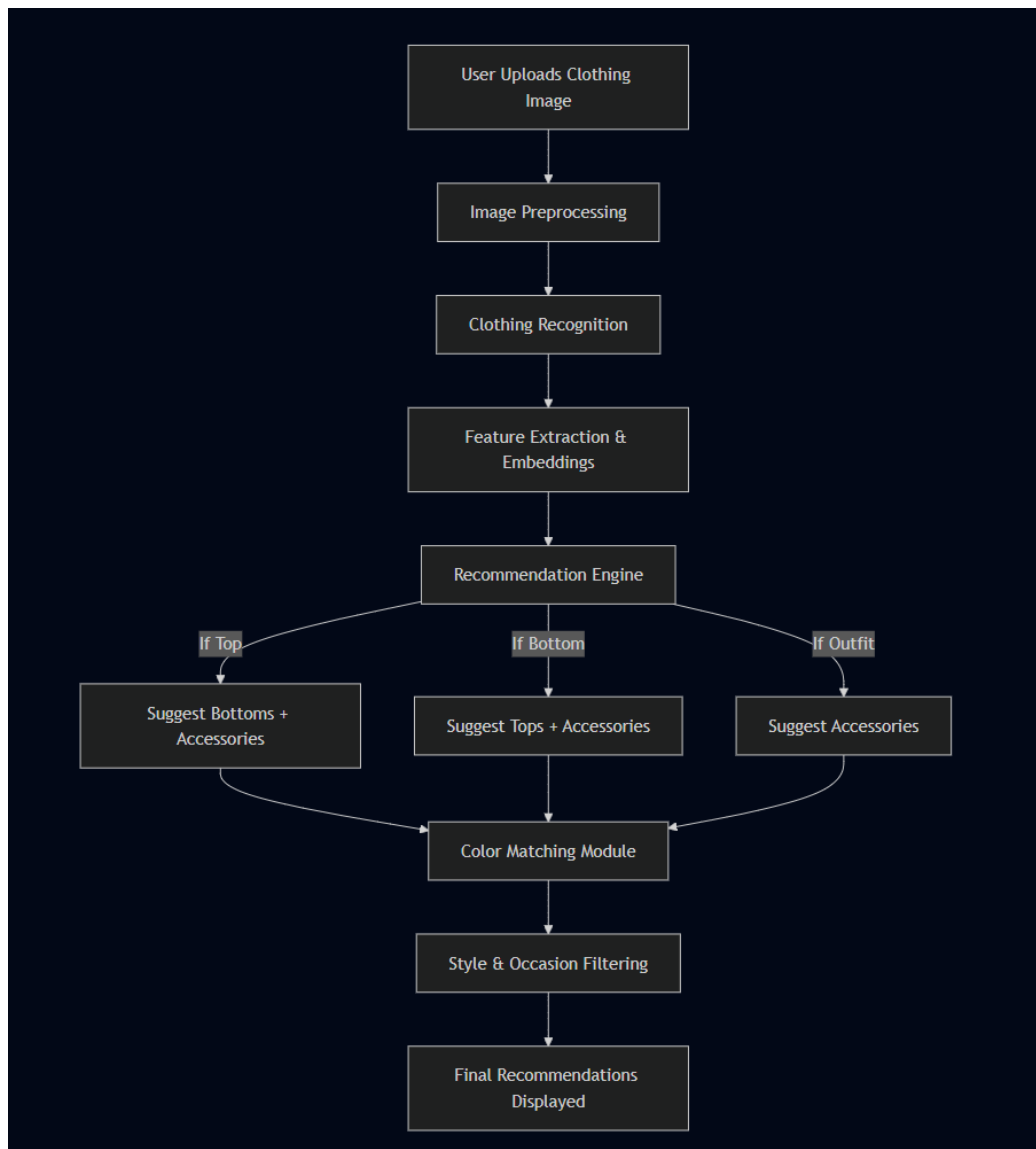 User Uploads Clothing
Image
Image Preprocessing
Clothing Recognition
Feature Extraction &
Embeddings
Recommendation Engine
If Top
If Bottom
If Outfit
Suggest Bottoms +
Accessories
Suggest Tops + Accessories
Suggest Accessories
Color Matching Module
Style & Occasion Filtering
Final Recommendations
Displayed